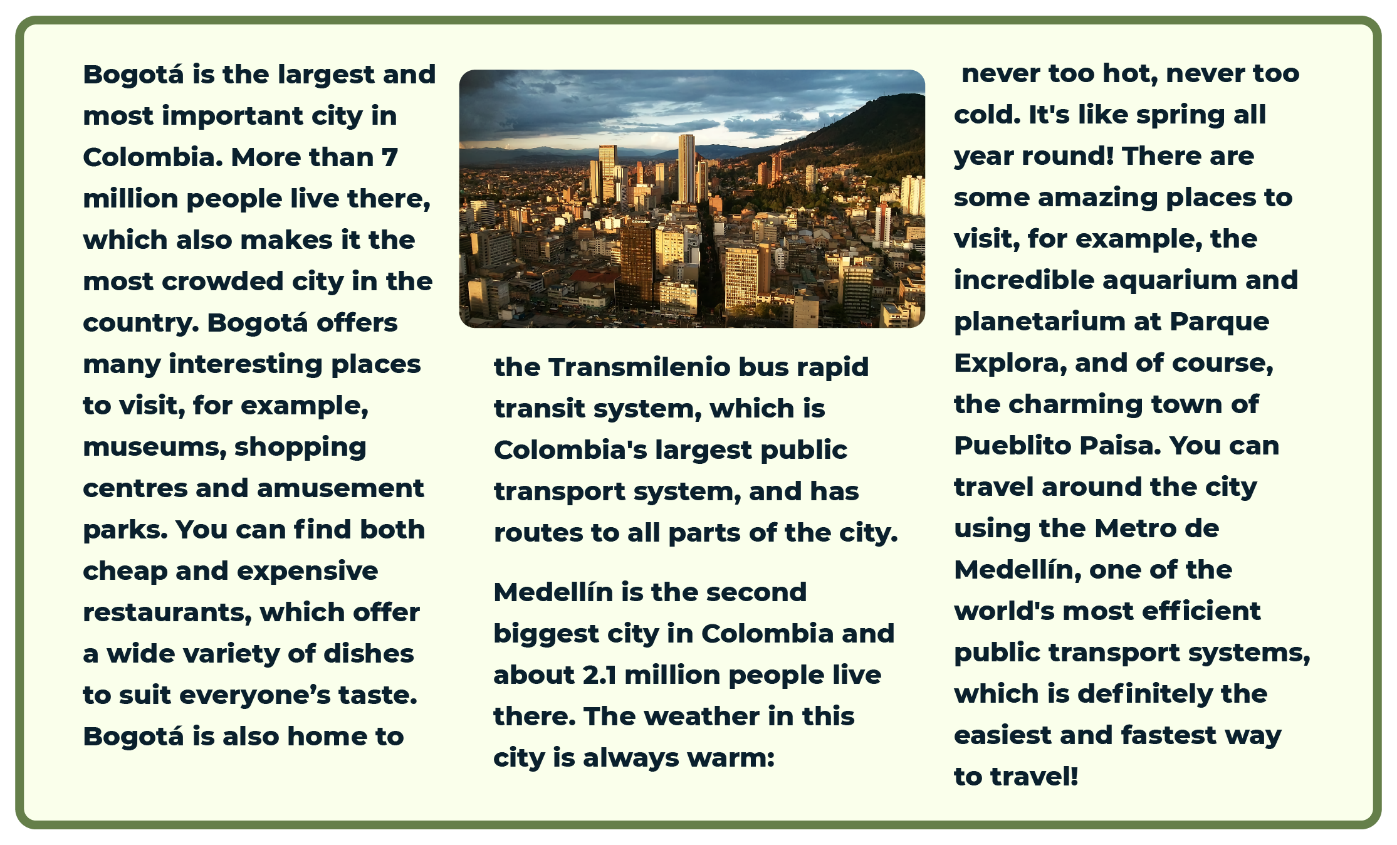 Bogotá is the largest and
most important city in
Colombia. More than 7
million people live there,
which also makes it the
most crowded city in the
country. Bogotá offers
many interesting places
to visit, for example,
museums, shopping
centres and amusement
parks. You can find both
cheap and expensive
restaurants, which offer
a wide variety of dishes
to suit everyone’s taste.
Bogotá is also home to
the Transmilenio bus rapid
transit system, which is
Colombia's largest public
transport system, and has
routes to all parts of the city.
Medellín is the second
biggest city in Colombia and
about 2.1 million people live
there. The weather in this
city is always warm:
never too hot, never too
cold. It's like spring all
year round! There are
some amazing places to
visit, for example, the
incredible aquarium and
planetarium at Parque
Explora, and of course,
the charming town of
Pueblito Paisa. You can
travel around the city
using the Metro de
Medellín, one of the
world's most efficient
public transport systems,
which is definitely the
easiest and fastest way
to travel!